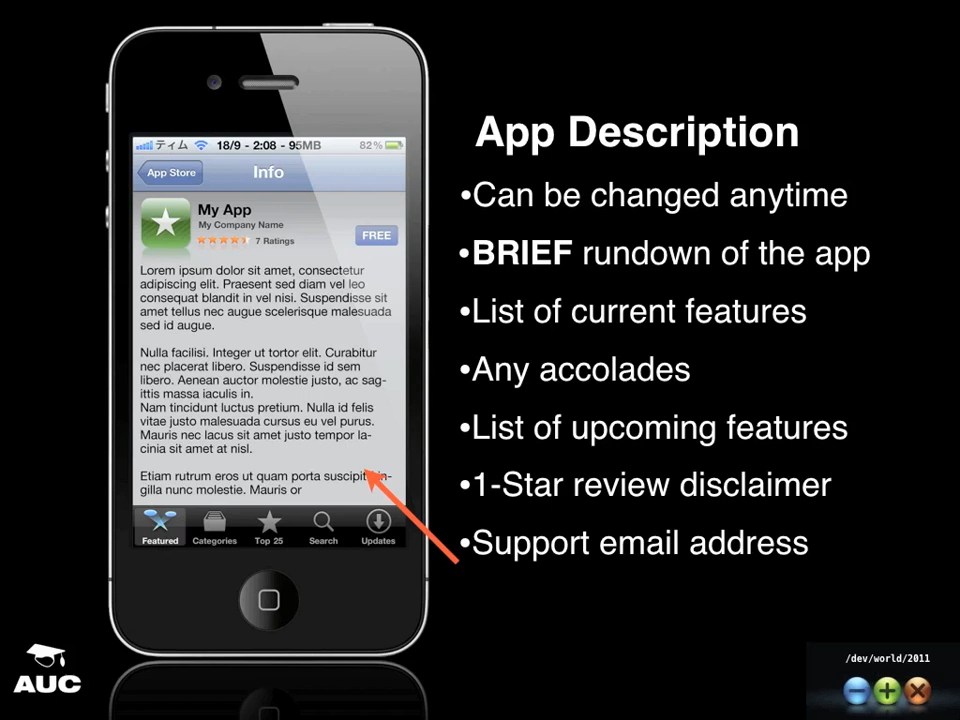 ティム 18/9 - 2:08 - 95MB 82%
App Store
Info
My App
My Company Name
7 Ratings
FREE
Lorem ipsum dolor sit amet, consectetur
adipiscing elit. Praesent sed diam vel leo
consequat blandit in vel nisi. Suspendisse sit
amet tellus nec augue scelerisque malesuada
sed id augue.
Nulla facilisi. Integer ut tortor elit. Curabitur
nec placerat libero. Suspendisse id sem
libero. Aenean auctor molestie justo, ac sag-
ittis massa iaculis in.
Nam tincidunt luctus pretium. Nulla id felis
vitae justo malesuada cursus eu vel purus.
Mauris nec lacus sit amet justo tempor la-
cinia sit amet at nisl.
Etiam rutrum eros ut quam porta suscipit in-
gilla nunc molestie. Mauris or
Featured Categories Top 25 Search Updates
App Description
•Can be changed anytime
•BRIEF rundown of the app
•List of current features
•Any accolades
•List of upcoming features
•1-Star review disclaimer
•Support email address
AUC
/dev/world/2011